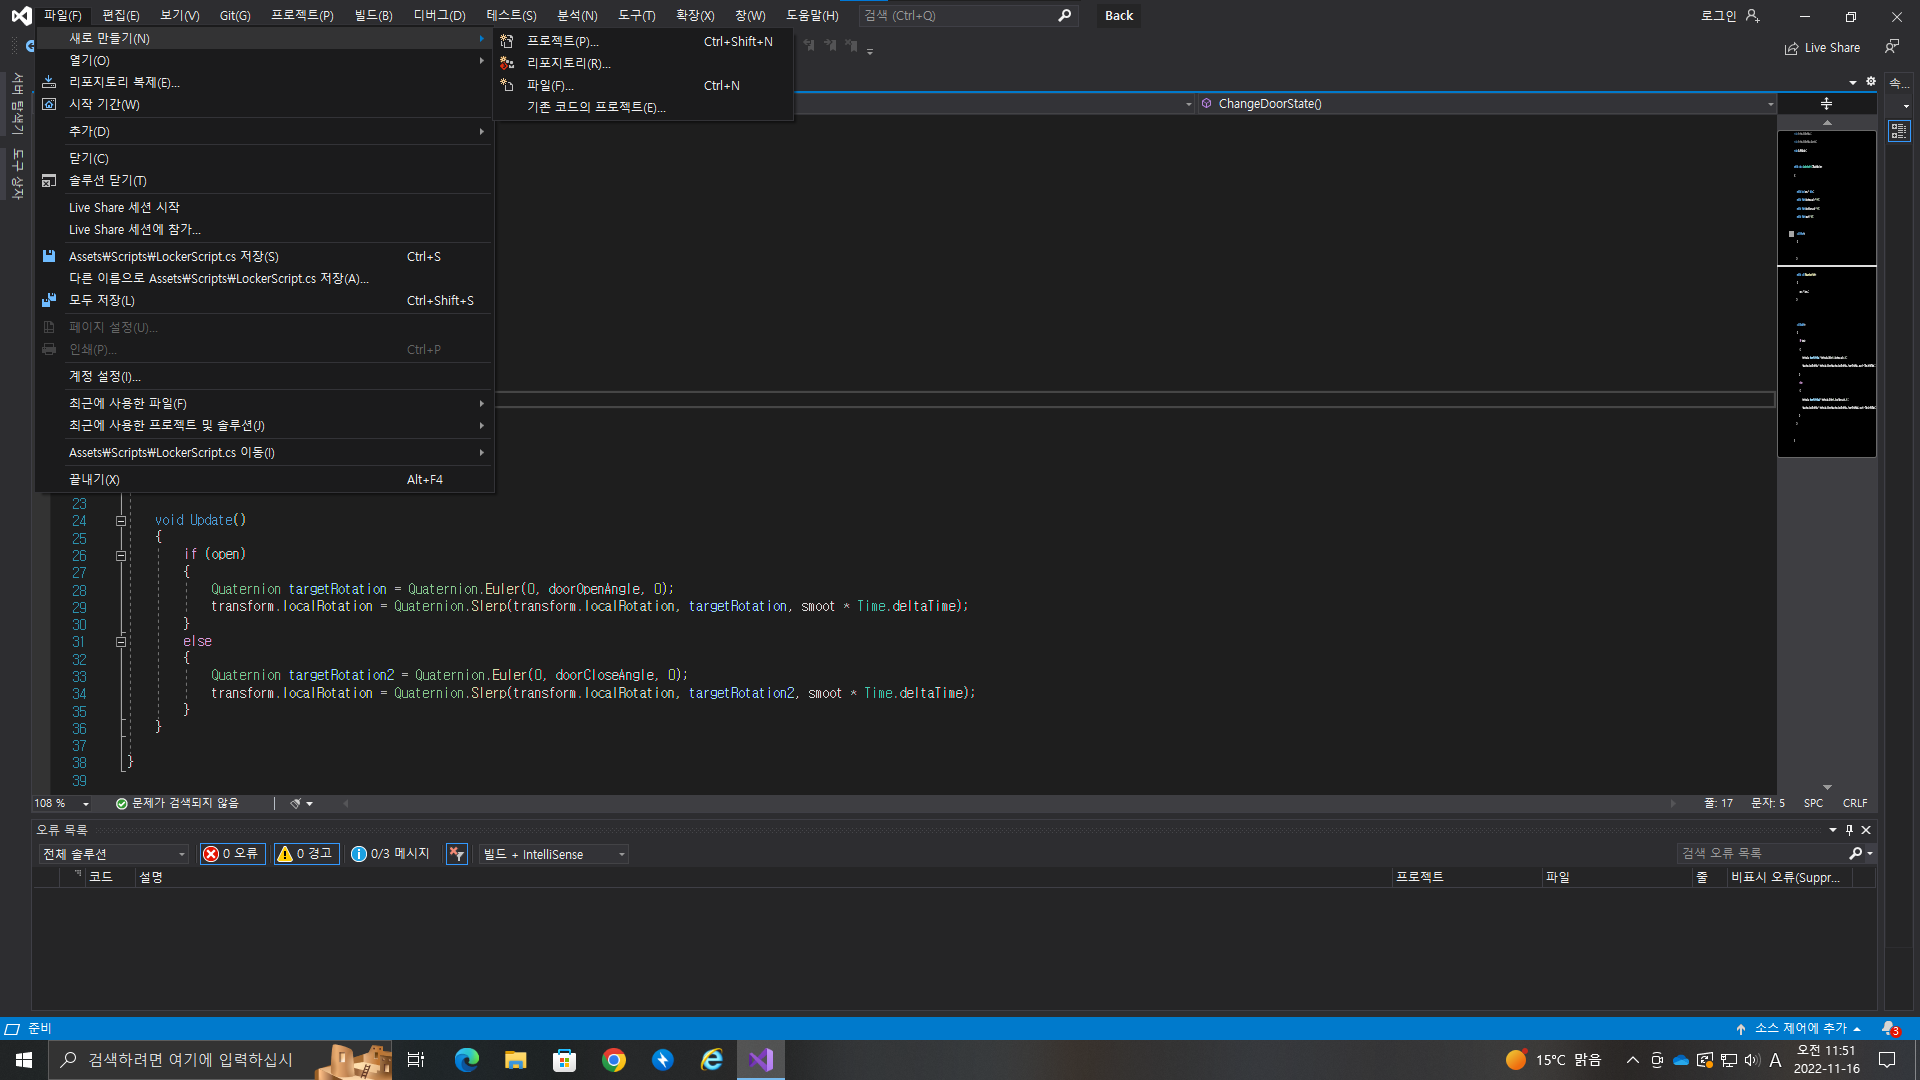 파일(F) 편집(E) 보기(V) Git(G) 프로젝트(P) 빌드(B) 디버그(D) 테스트(S) 분석(N) 도구(T) 확장(X) 창(W) 도움말(H) 검색 (Ctrl+Q) Back 로그인
새로 만들기(N)
열기(O)
리포지토리 복제(E)...
시작 기간(W)
추가(D)
닫기(C)
솔루션 닫기(T)
Live Share 세션 시작
Live Share 세션에 참가...
Assets₩Scripts₩LockerScript.cs 저장(S) Ctrl+S
다른 이름으로 Assets₩Scripts₩LockerScript.cs 저장(A)...
모두 저장(L) Ctrl+Shift+S
페이지 설정(U)...
인쇄(P)... Ctrl+P
계정 설정(I)...
최근에 사용한 파일(F)
최근에 사용한 프로젝트 및 솔루션(J)
Assets₩Scripts₩LockerScript.cs 이동(I)
끝내기(X) Alt+F4
프로젝트(P)... Ctrl+Shift+N
리포지토리(R)...
파일(F)... Ctrl+N
기존 코드의 프로젝트(E)...
Live Share
서버 탐색기
도구 상자
속...
ChangeDoorState()
23
24 void Update()
25 {
26 if (open)
27 {
28 Quaternion targetRotation = Quaternion.Euler(0, doorOpenAngle, 0);
29 transform.localRotation = Quaternion.Slerp(transform.localRotation, targetRotation, smoot * Time.deltaTime);
30 }
31 else
32 {
33 Quaternion targetRotation2 = Quaternion.Euler(0, doorCloseAngle, 0);
34 transform.localRotation = Quaternion.Slerp(transform.localRotation, targetRotation2, smoot * Time.deltaTime);
35 }
36 }
37
38 }
39
108 % 문제가 검색되지 않음 줄: 17 문자: 5 SPC CRLF
오류 목록
전체 솔루션 0 오류 0 경고 0/3 메시지 빌드 + IntelliSense 검색 오류 목록
코드 설명 프로젝트 파일 줄 비표시 오류(Suppr...
준비 소스 제어에 추가 3
검색하려면 여기에 입력하십시 15°C 맑음 A 오전 11:51
2022-11-16